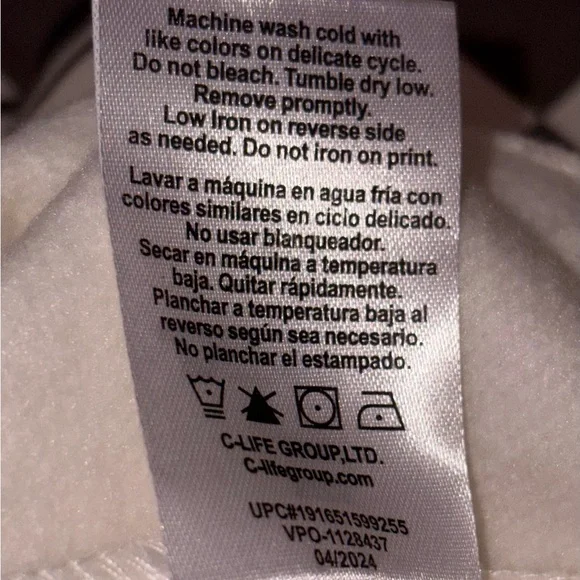 Machine wash cold with
like colors on delicate cycle.
Do not bleach. Tumble dry low.
Remove promptly.
Low Iron on reverse side
as needed. Do not iron on print.
Lavar a máquina en agua fría con
colores similares en ciclo delicado.
No usar blanqueador.
Secar en máquina a temperatura
baja. Quitar rápidamente.
Planchar a temperatura baja al
reverso según sea necesario.
No planchar el estampado.
C-LIFE GROUP,LTD.
C-lifegroup.com
UPC#191651599255
VPO-1128437
04/2024